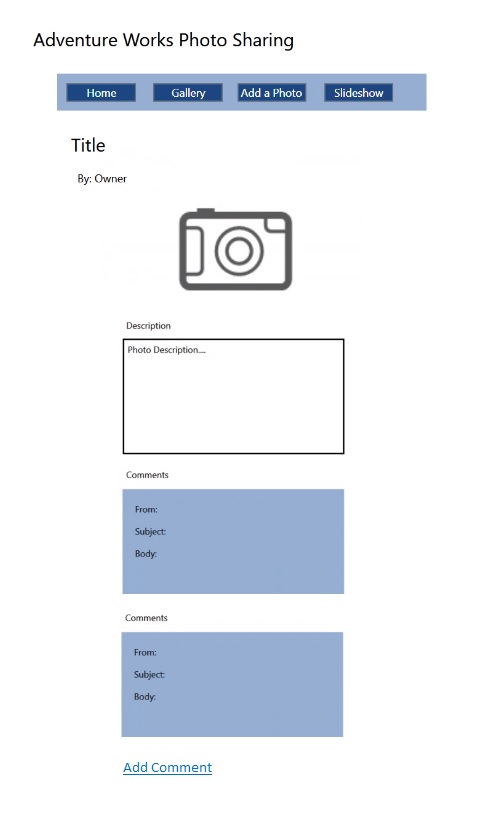 Adventure Works Photo Sharing
Home Gallery Add a Photo Slideshow
Title
By: Owner
Description
Photo Description....
Comments
From:
Subject:
Body:
Comments
From:
Subject:
Body:
Add Comment